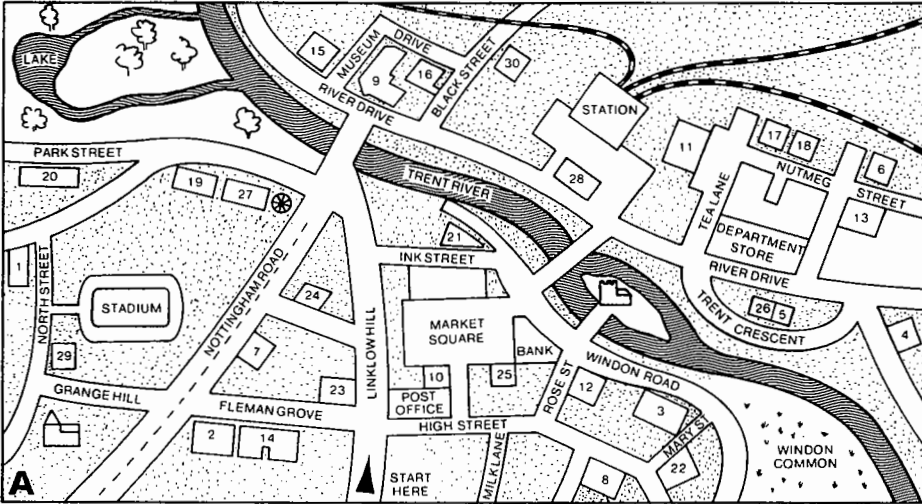 LAKE
PARK STREET
20
19
27
1
NORTH STREET
STADIUM
29
GRANGE HILL
NOTTINGHAM ROAD
15
MUSEUM
DRIVE
9
16
BLACK STREET
30
RIVER DRIVE
STATION
28
11
17
18
NUTMEG
STREET
6
13
TEA LANE
DEPARTMENT
STORE
RIVER DRIVE
TRENT CRESCENT
26
5
4
TRENT RIVER
21
INK STREET
24
7
23
FLEMAN GROVE
2
14
LINKLOW HILL
MARKET
SQUARE
BANK
10
25
POST
OFFICE
HIGH STREET
ROSE ST
WINDON ROAD
12
3
MARY ST
22
8
MILK LANE
WINDON
COMMON
START
HERE
A